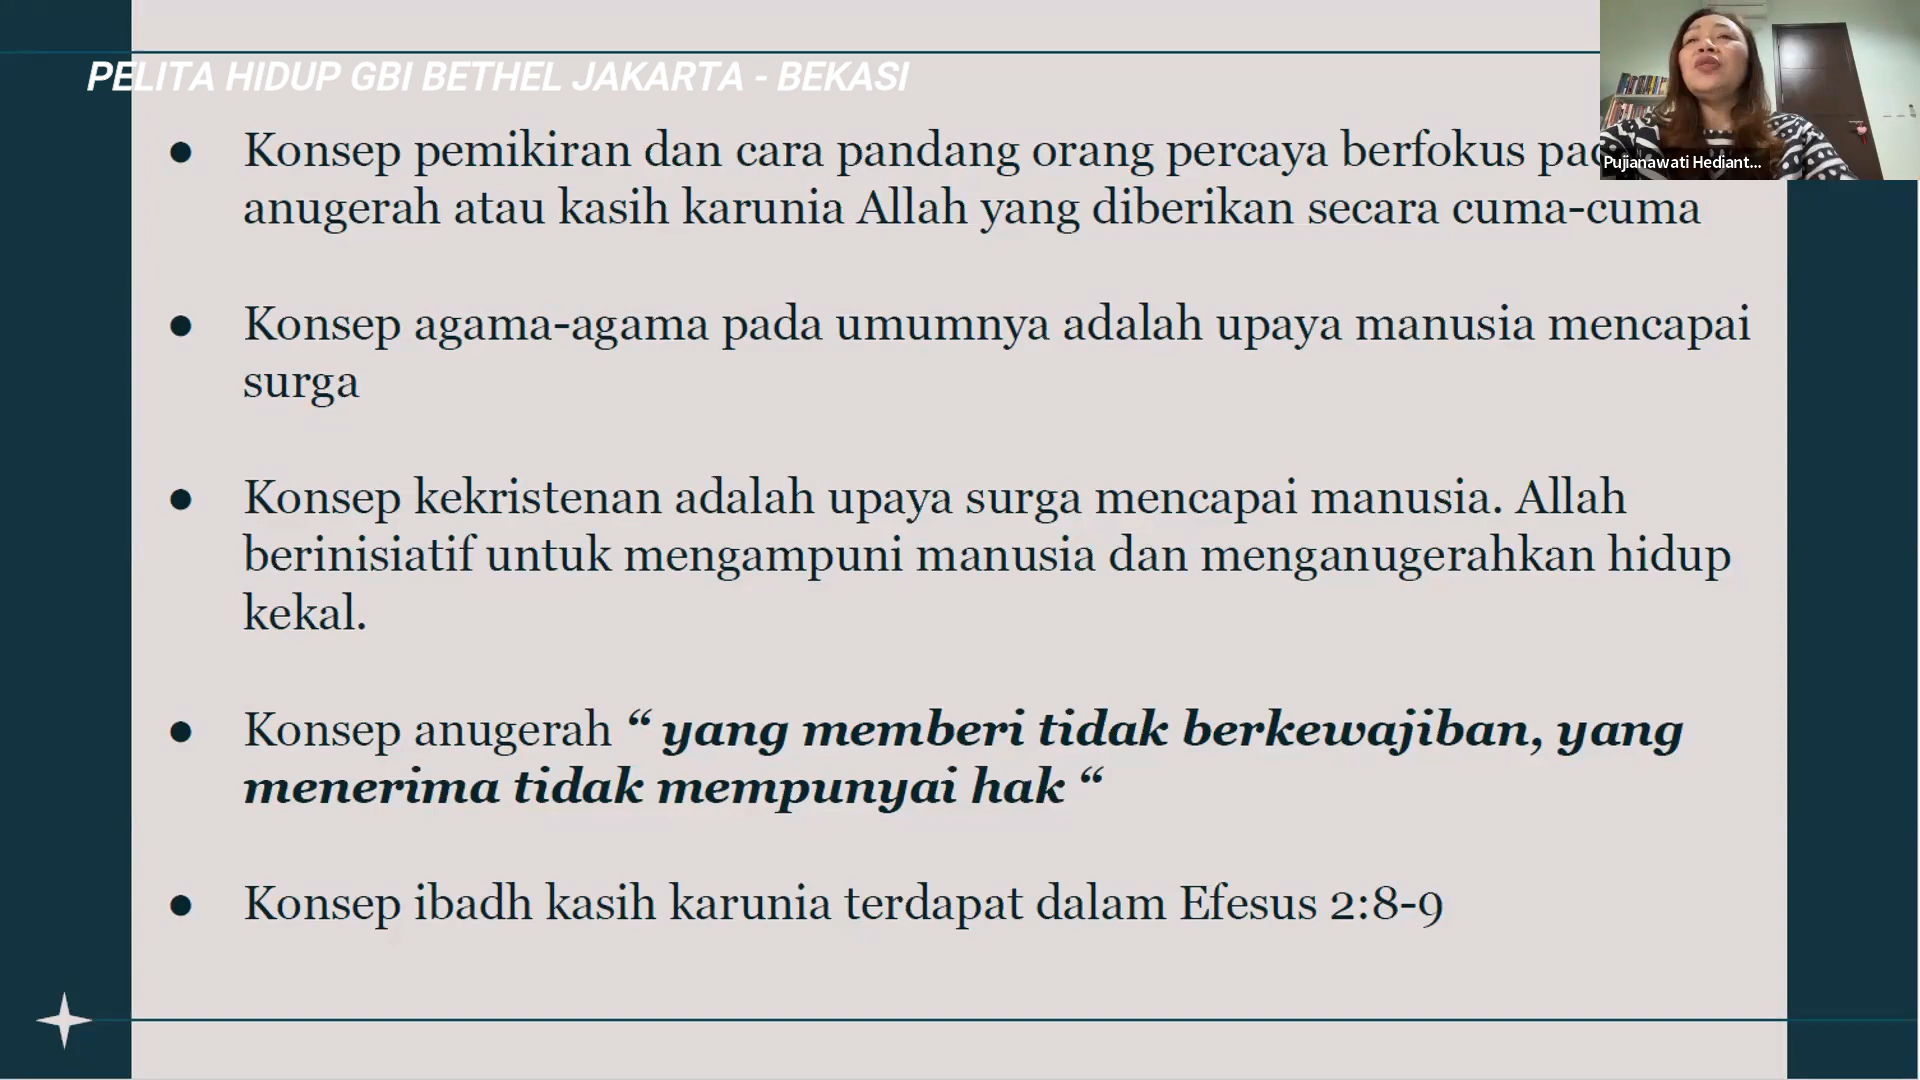 PELITA HIDUP GBI BETHEL JAKARTA - BEKASI
Pujianawati Hediant...
● Konsep pemikiran dan cara pandang orang percaya berfokus
anugerah atau kasih karunia Allah yang diberikan secara cuma-cuma
● Konsep agama-agama pada umumnya adalah upaya manusia mencapai
surga
● Konsep kekristenan adalah upaya surga mencapai manusia. Allah
berinisiatif untuk mengampuni manusia dan menganugerahkan hidup
kekal.
● Konsep anugerah “ yang memberi tidak berkewajiban, yang
menerima tidak mempunyai hak “
● Konsep ibadh kasih karunia terdapat dalam Efesus 2:8-9